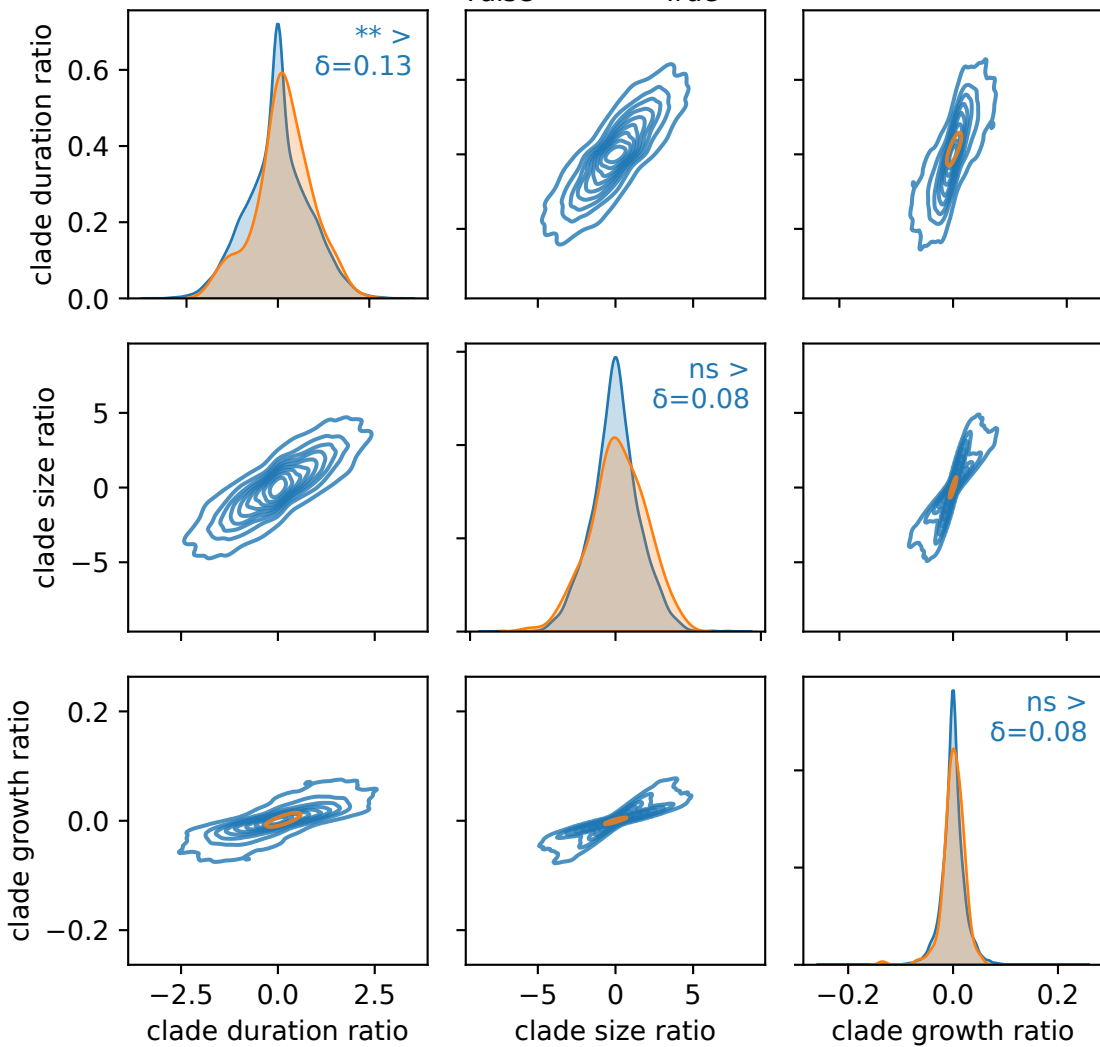 ** >
δ=0.13
clade duration ratio
0.6
0.4
0.2
0.0
ns >
δ=0.08
clade size ratio
5
0
−5
ns >
δ=0.08
clade growth ratio
0.2
0.0
−0.2
−2.5 0.0 2.5
−5 0 5
−0.2 0.0 0.2
clade duration ratio
clade size ratio
clade growth ratio